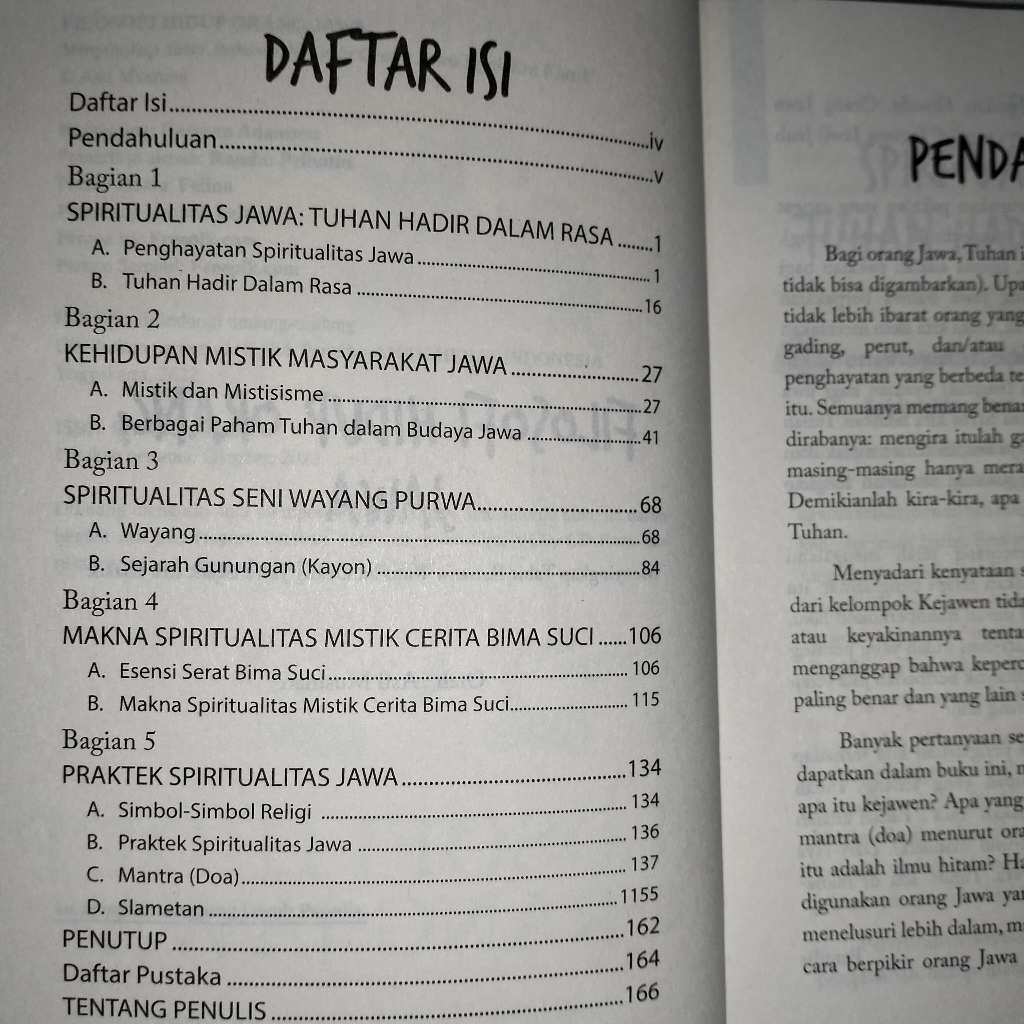 DAFTAR ISI
Daftar Isi........................................................iv
Pendahuluan........................................................v
Bagian 1
SPIRITUALITAS JAWA: TUHAN HADIR DALAM RASA.......1
A. Penghayatan Spiritualitas Jawa........................................1
B. Tuhan Hadir Dalam Rasa................................................16
Bagian 2
KEHIDUPAN MISTIK MASYARAKAT JAWA........................27
A. Mistik dan Mistisisme........................................................27
B. Berbagai Paham Tuhan dalam Budaya Jawa....................41
Bagian 3
SPIRITUALITAS SENI WAYANG PURWA..............................68
A. Wayang................................................................................68
B. Sejarah Gunungan (Kayon)................................................84
Bagian 4
MAKNA SPIRITUALITAS MISTIK CERITA BIMA SUCI......106
A. Esensi Serat Bima Suci........................................................106
B. Makna Spiritualitas Mistik Cerita Bima Suci........................115
Bagian 5
PRAKTEK SPIRITUALITAS JAWA........................................134
A. Simbol-Simbol Religi........................................................134
B. Praktek Spiritualitas Jawa................................................136
C. Mantra (Doa)........................................................................137
D. Slametan............................................................................1155
PENUTUP................................................................................162
Daftar Pustaka........................................................................164
TENTANG PENULIS................................................................166
PENDA
Bagi orang Jawa, Tuhan i
tidak bisa digambarkan). Upa
tidak lebih ibarat orang yang
gading, perut, dan/atau
penghayatan yang berbeda te
itu. Semuanya memang bena
dirabanya: mengira itulah ga
masing-masing hanya mera
Demikianlah kira-kira, apa
Tuhan.
Menyadari kenyataan s
dari kelompok Kejawen tida
atau keyakinannya tenta
menganggap bahwa keperc
paling benar dan yang lain s
Banyak pertanyaan se
dapatkan dalam buku ini, m
apa itu kejawen? Apa yang
mantra (doa) menurut ora
itu adalah ilmu hitam? Ha
digunakan orang Jawa yan
menelusuri lebih dalam, m
cara berpikir orang Jawa